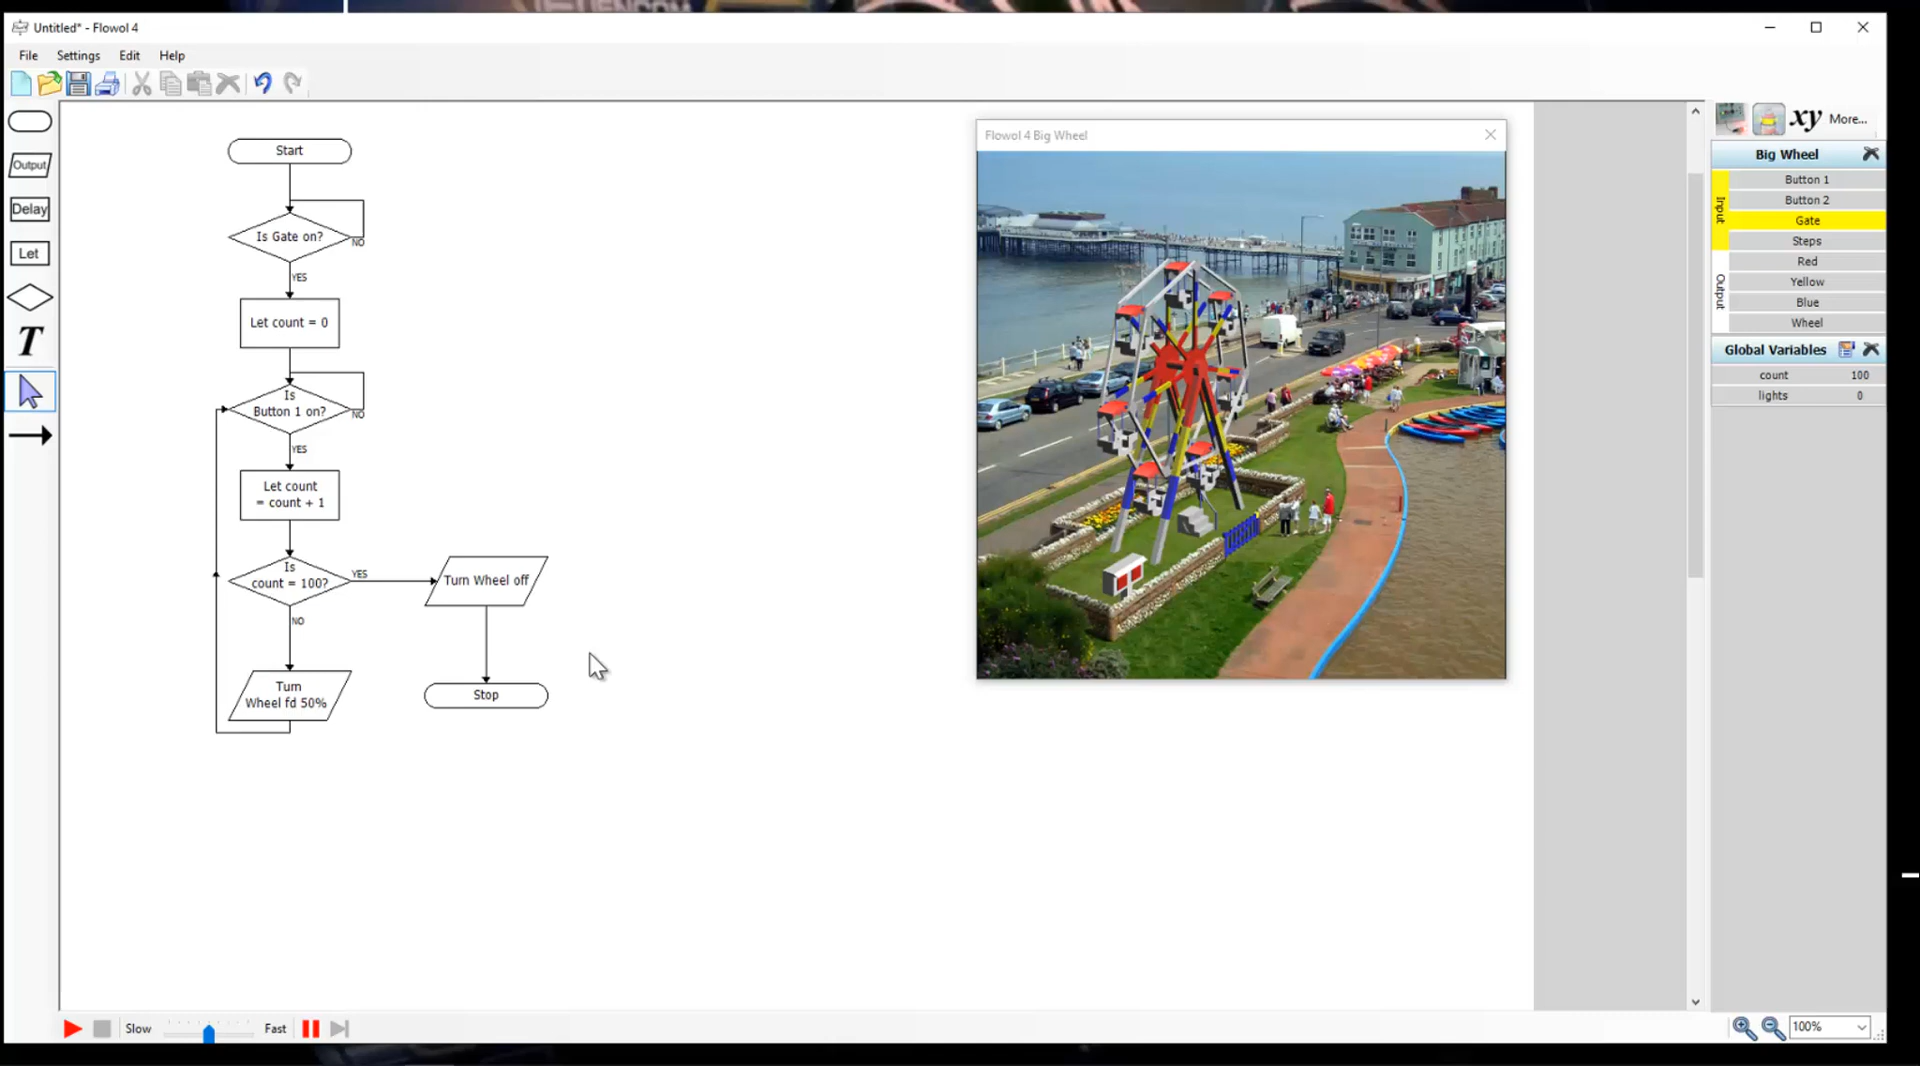 Untitled* - Flowol 4
File Settings Edit Help
Output
Delay
Let
T
Start
Is Gate on?
NO
YES
Let count = 0
Is
Button 1 on?
NO
YES
Let count
= count + 1
Is
count = 100?
YES
NO
Turn Wheel off
Turn
Wheel fd 50%
Stop
Flowol 4 Big Wheel
xy More...
Big Wheel
Input
Button 1
Button 2
Gate
Steps
Output
Red
Yellow
Blue
Wheel
Global Variables
count 100
lights 0
Slow Fast
100%